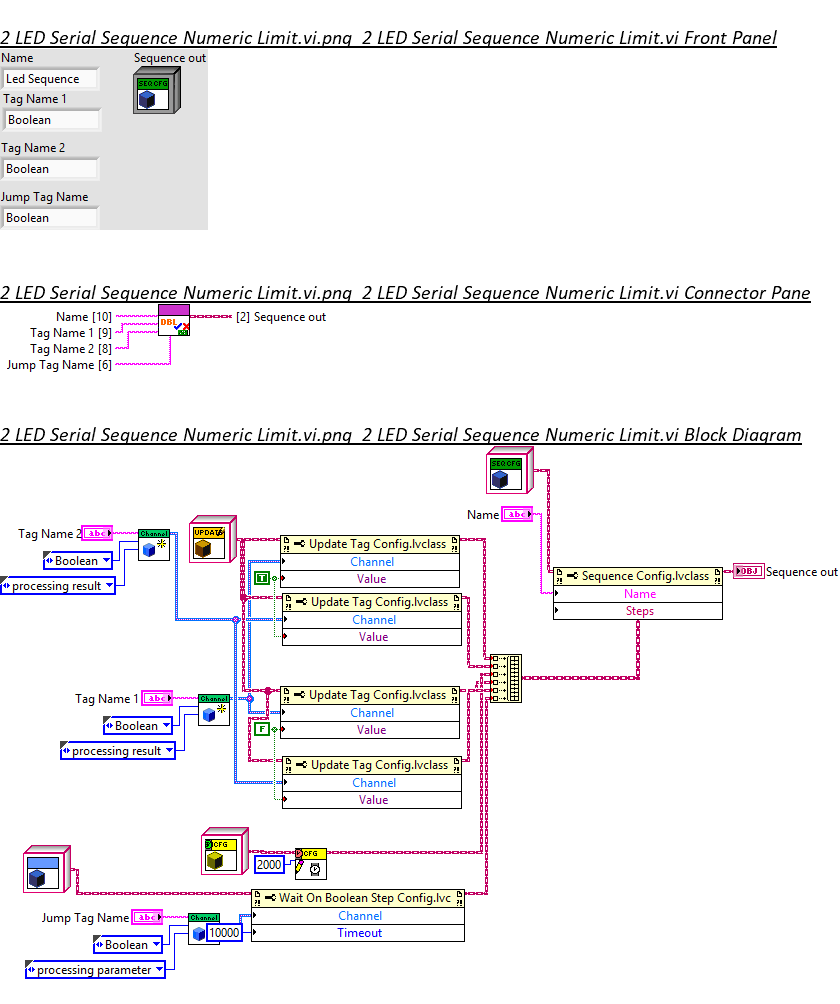 2 LED Serial Sequence Numeric Limit.vi.png  2 LED Serial Sequence Numeric Limit.vi Front Panel
Name
Sequence out
Led Sequence
SEQ CFG
Tag Name 1
Boolean
Tag Name 2
Boolean
Jump Tag Name
Boolean
2 LED Serial Sequence Numeric Limit.vi.png  2 LED Serial Sequence Numeric Limit.vi Connector Pane
Name [10]
DBL
[2] Sequence out
Tag Name 1 [9]
Tag Name 2 [8]
Jump Tag Name [6]
2 LED Serial Sequence Numeric Limit.vi.png  2 LED Serial Sequence Numeric Limit.vi Block Diagram
SEQ CFG
Name abc
Tag Name 2 abc
Channel
UPDATE
Boolean
processing result
Update Tag Config.lvclass
Channel
T
Value
Update Tag Config.lvclass
Channel
Value
Sequence Config.lvclass
OBJ Sequence out
Name
Steps
Tag Name 1 abc
Channel
Boolean
processing result
Update Tag Config.lvclass
Channel
F
Value
Update Tag Config.lvclass
Channel
Value
CFG
2000
CFG
Wait On Boolean Step Config.lvc
Channel
Timeout
Jump Tag Name abc
Channel
10000
Boolean
processing parameter